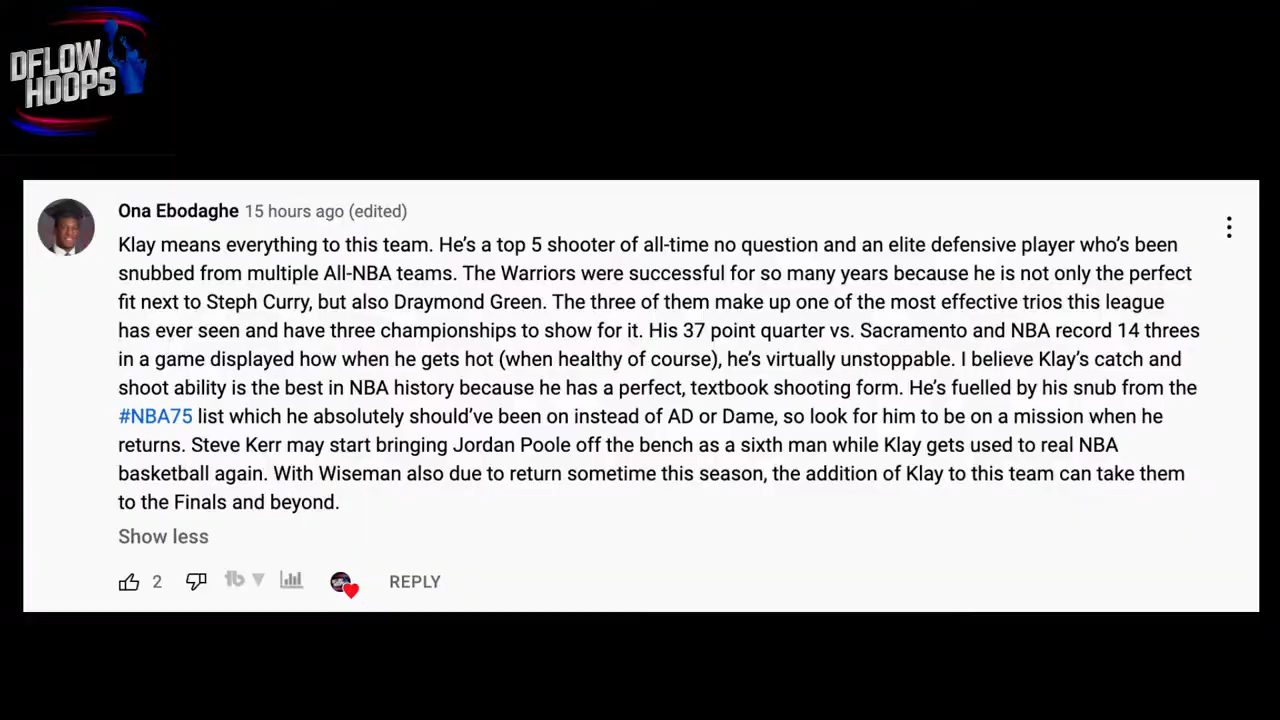 DFLOW
HOOPS
Ona Ebodaghe 15 hours ago (edited)
Klay means everything to this team. He's a top 5 shooter of all-time no question and an elite defensive player who's been
snubbed from multiple All-NBA teams. The Warriors were successful for so many years because he is not only the perfect
fit next to Steph Curry, but also Draymond Green. The three of them make up one of the most effective trios this league
has ever seen and have three championships to show for it. His 37 point quarter vs. Sacramento and NBA record 14 threes
in a game displayed how when he gets hot (when healthy of course), he's virtually unstoppable. I believe Klay's catch and
shoot ability is the best in NBA history because he has a perfect, textbook shooting form. He's fuelled by his snub from the
#NBA75 list which he absolutely should've been on instead of AD or Dame, so look for him to be on a mission when he
returns. Steve Kerr may start bringing Jordan Poole off the bench as a sixth man while Klay gets used to real NBA
basketball again. With Wiseman also due to return sometime this season, the addition of Klay to this team can take them
to the Finals and beyond.
Show less
2 tb REPLY